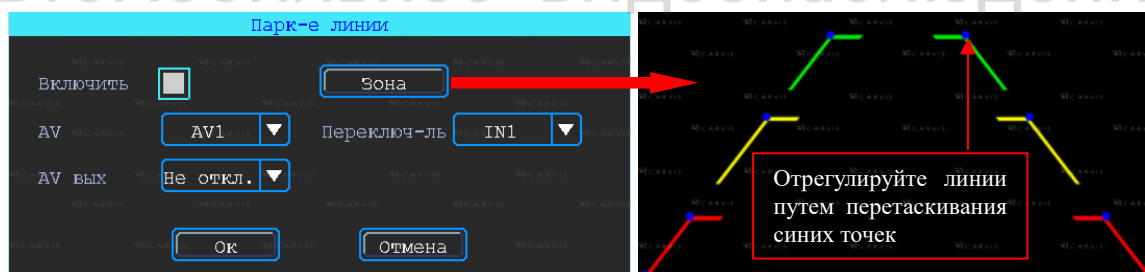 Парк-е линии
Включить
Зона
AV
AV1
Переключ-ль
IN1
AV вых
Не откл.
Ок
Отмена
Отрегулируйте линии
путем перетаскивания
синих точек
CARVIS